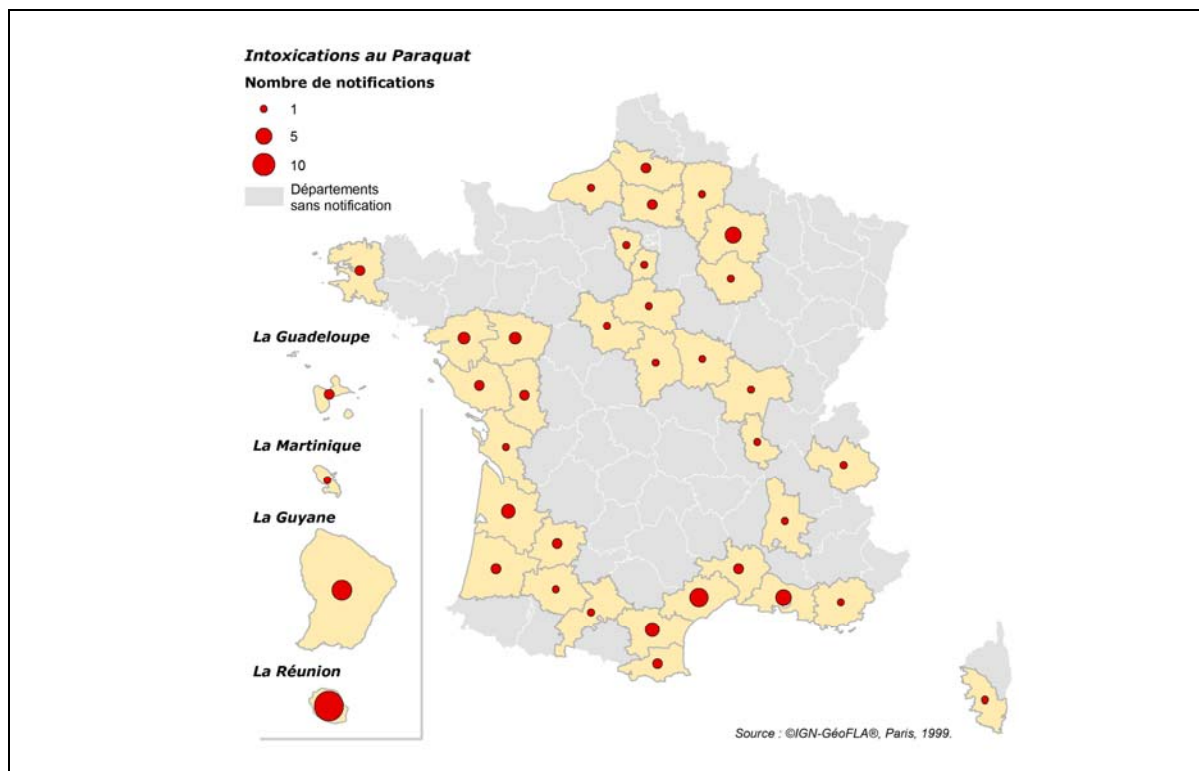 Intoxications au Paraquat
Nombre de notifications
1
5
10
Départements
sans notification
La Guadeloupe
La Martinique
La Guyane
La Réunion
Source : ©IGN-GéoFLA®, Paris, 1999.